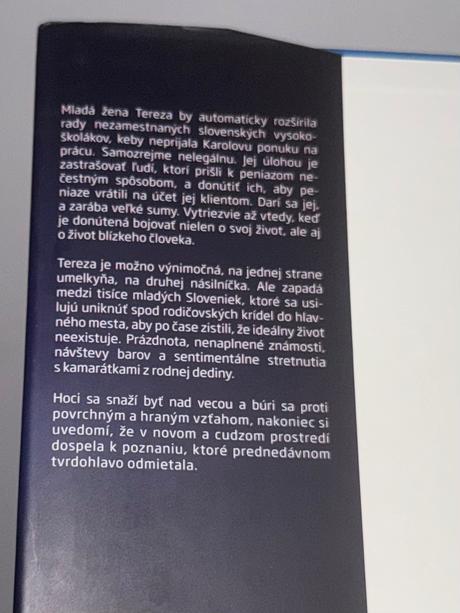 Mladá žena Tereza by automaticky rozšírila
rady nezamestnaných slovenských vysoko-
školákov, keby neprijala Karolovu ponuku na
prácu. Samozrejme nelegálnu. Jej úlohou je
zastrašovať ľudí, ktorí prišli k peniazom ne-
čestným spôsobom, a donútiť ich, aby pe-
niaze vrátili na účet jej klientom. Darí sa jej,
a zarába veľké sumy. Vytriezvie až vtedy, keď
je donútená bojovať nielen o svoj život, ale aj
o život blízkeho človeka.
Tereza je možno výnimočná, na jednej strane
umelkyňa, na druhej násilníčka. Ale zapadá
medzi tisíce mladých Sloveniek, ktoré sa usi-
lujú uniknúť spod rodičovských krídel do hlav-
ného mesta, aby po čase zistili, že ideálny život
neexistuje. Prázdnota, nenaplnené známosti,
návštevy barov a sentimentálne stretnutia
s kamarátkami z rodnej dediny.
Hoci sa snaží byť nad vecou a búri sa proti
povrchným a hraným vzťahom, nakoniec si
uvedomí, že v novom a cudzom prostredí
dospela k poznaniu, ktoré prednedávnom
tvrdohlavo odmietala.